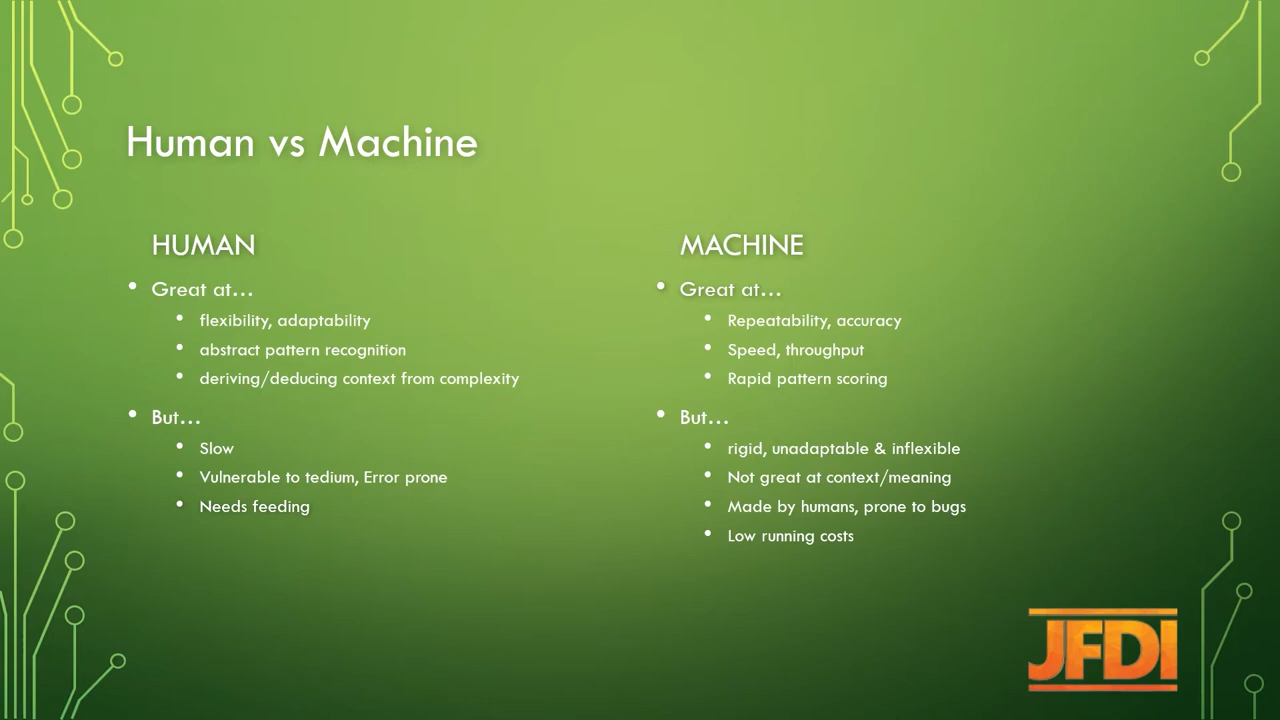 Human vs Machine
HUMAN
• Great at...
• flexibility, adaptability
• abstract pattern recognition
• deriving/deducing context from complexity
• But...
• Slow
• Vulnerable to tedium, Error prone
• Needs feeding
MACHINE
• Great at...
• Repeatability, accuracy
• Speed, throughput
• Rapid pattern scoring
• But...
• rigid, unadaptable & inflexible
• Not great at context/meaning
• Made by humans, prone to bugs
• Low running costs
JFDI